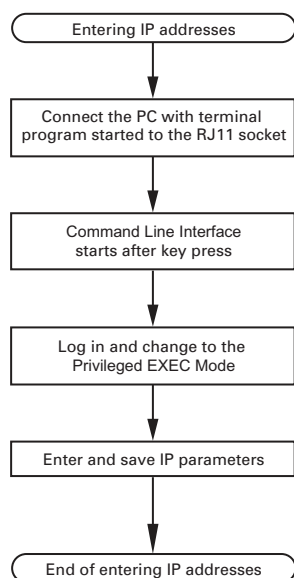 Entering IP addresses
Connect the PC with terminal
program started to the RJ11 socket
Command Line Interface
starts after key press
Log in and change to the
Privileged EXEC Mode
Enter and save IP parameters
End of entering IP addresses